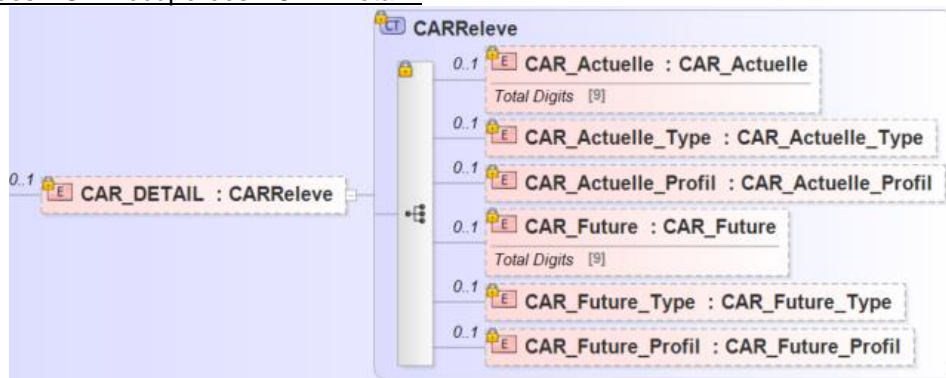 CT CARReleve
0..1 E CAR_Actuelle : CAR_Actuelle
Total Digits [9]
0..1 E CAR_Actuelle_Type : CAR_Actuelle_Type
0..1 E CAR_Actuelle_Profil : CAR_Actuelle_Profil
0..1 E CAR_DETAIL : CARReleve
0..1 E CAR_Future : CAR_Future
Total Digits [9]
0..1 E CAR_Future_Type : CAR_Future_Type
0..1 E CAR_Future_Profil : CAR_Future_Profil